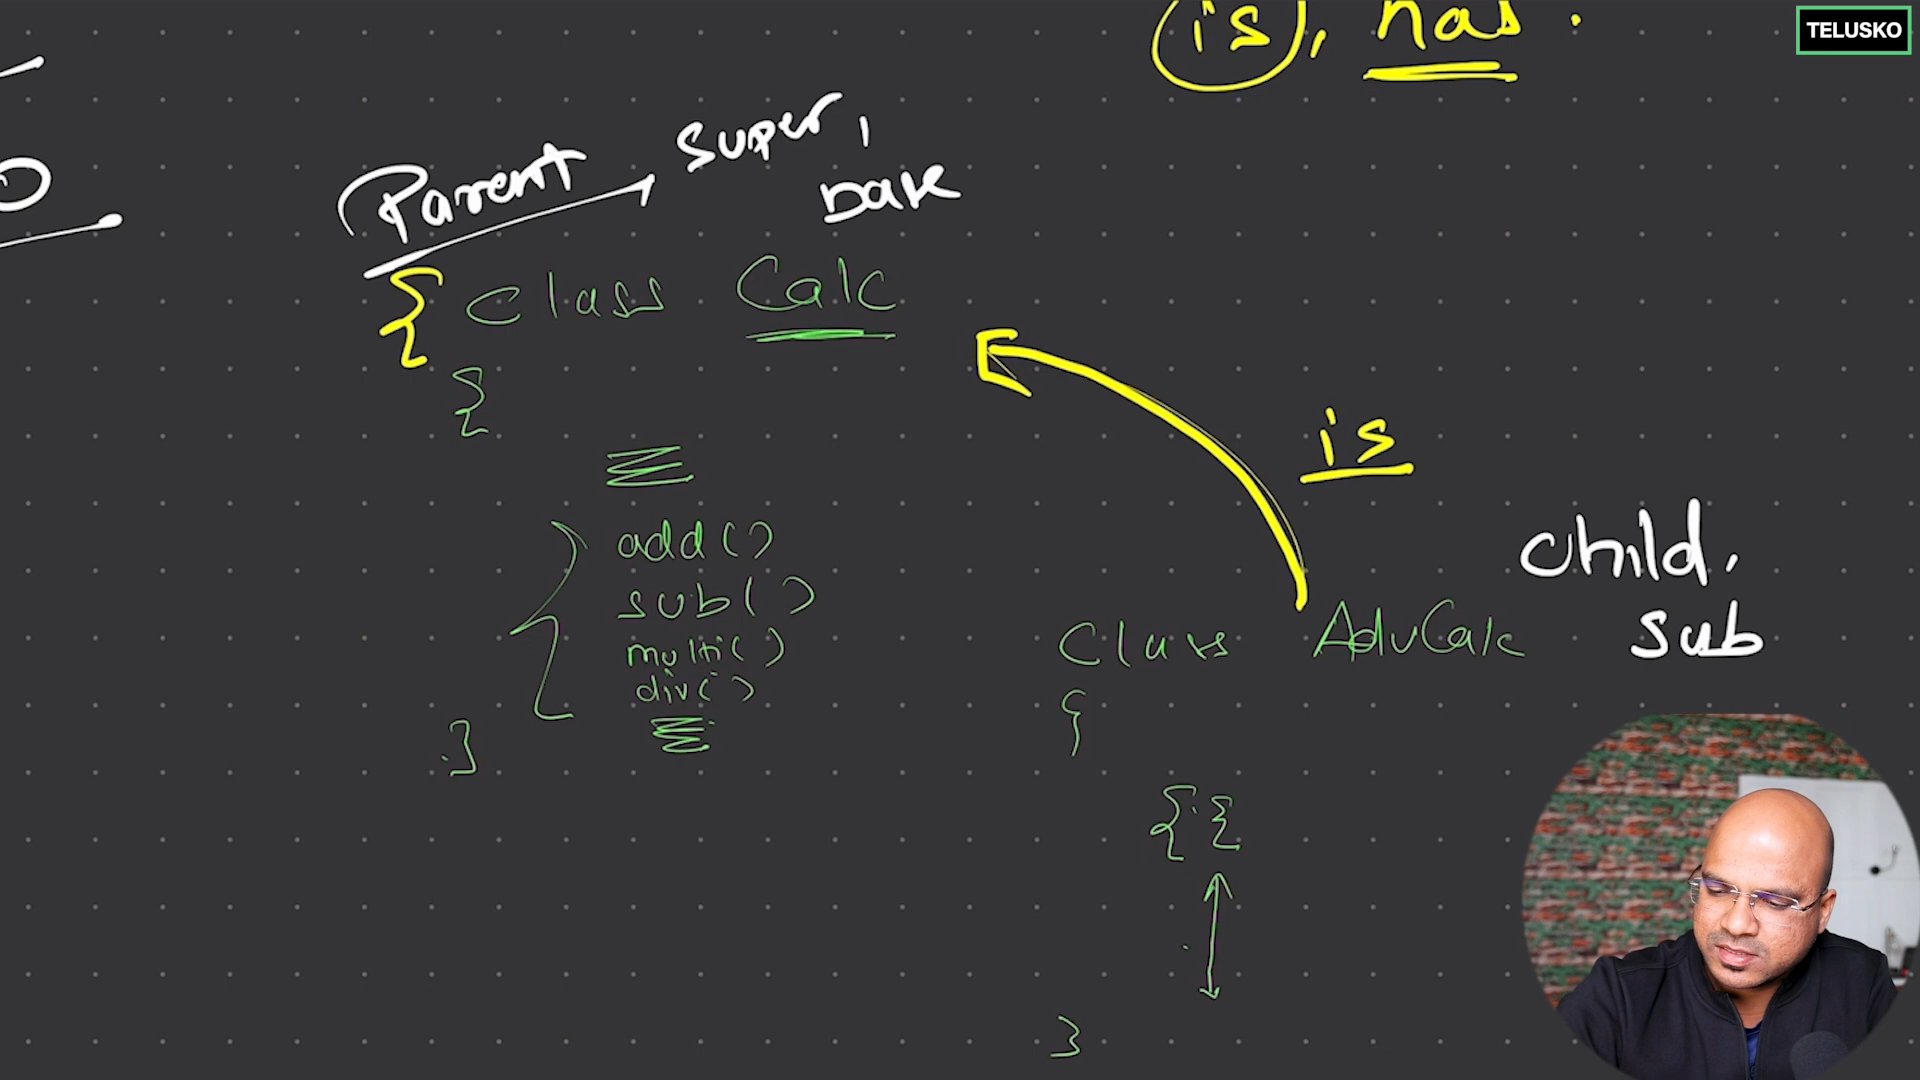 is, has
TELUSKO
Parent → super,
base
{ Class Calc
{
is
add()
sub()
multi()
div()
}
child,
sub
Class AdvCalc
{
}